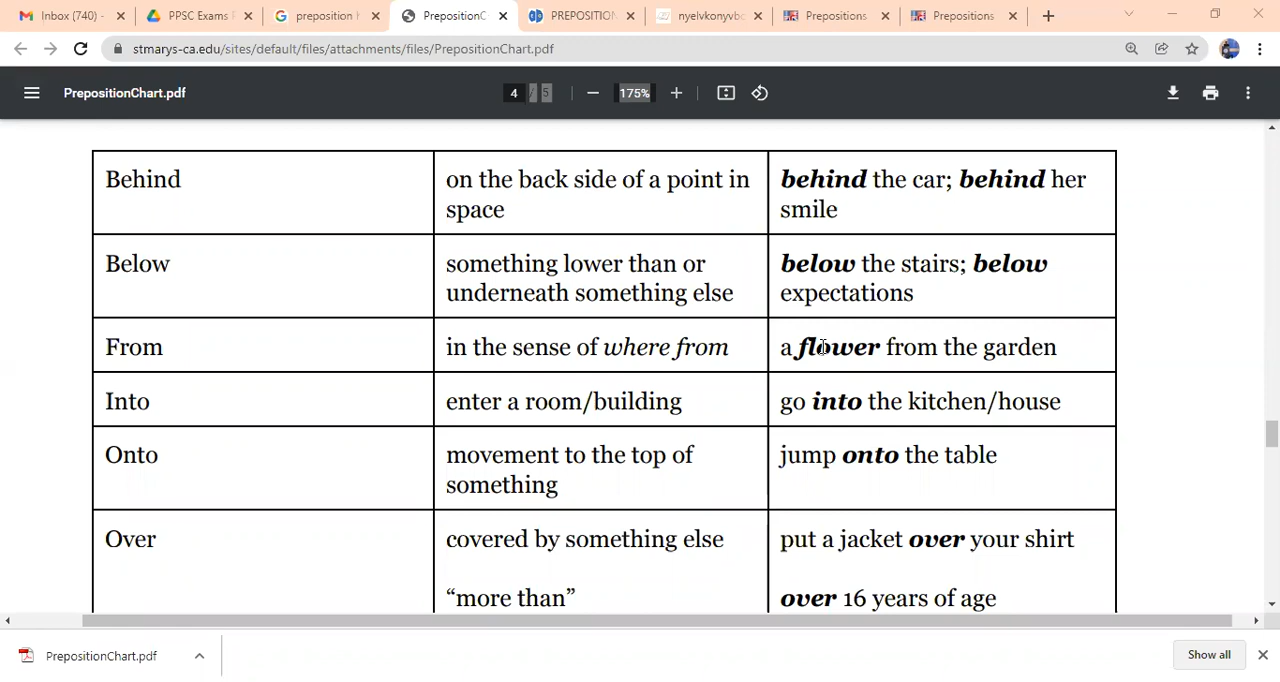 Inbox (740) -
PPSC Exams P
preposition h
PrepositionC
PREPOSITION
nyelvkonyvbo
Prepositions
Prepositions
stmarys-ca.edu/sites/default/files/attachments/files/PrepositionChart.pdf
PrepositionChart.pdf
4 / 5
175%
Behind
on the back side of a point in
space
behind the car; behind her
smile
Below
something lower than or
underneath something else
below the stairs; below
expectations
From
in the sense of where from
a flower from the garden
Into
enter a room/building
go into the kitchen/house
Onto
movement to the top of
something
jump onto the table
Over
covered by something else
put a jacket over your shirt
“more than”
over 16 years of age
PrepositionChart.pdf
Show all